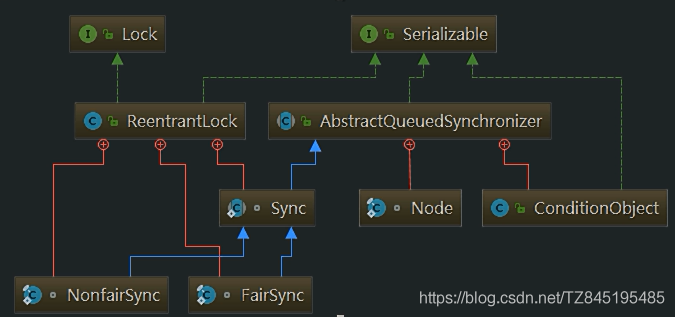 Lock
Serializable
ReentrantLock
AbstractQueuedSynchronizer
Sync
Node
ConditionObject
NonfairSync
FairSync
https://blog.csdn.net/TZ845195485